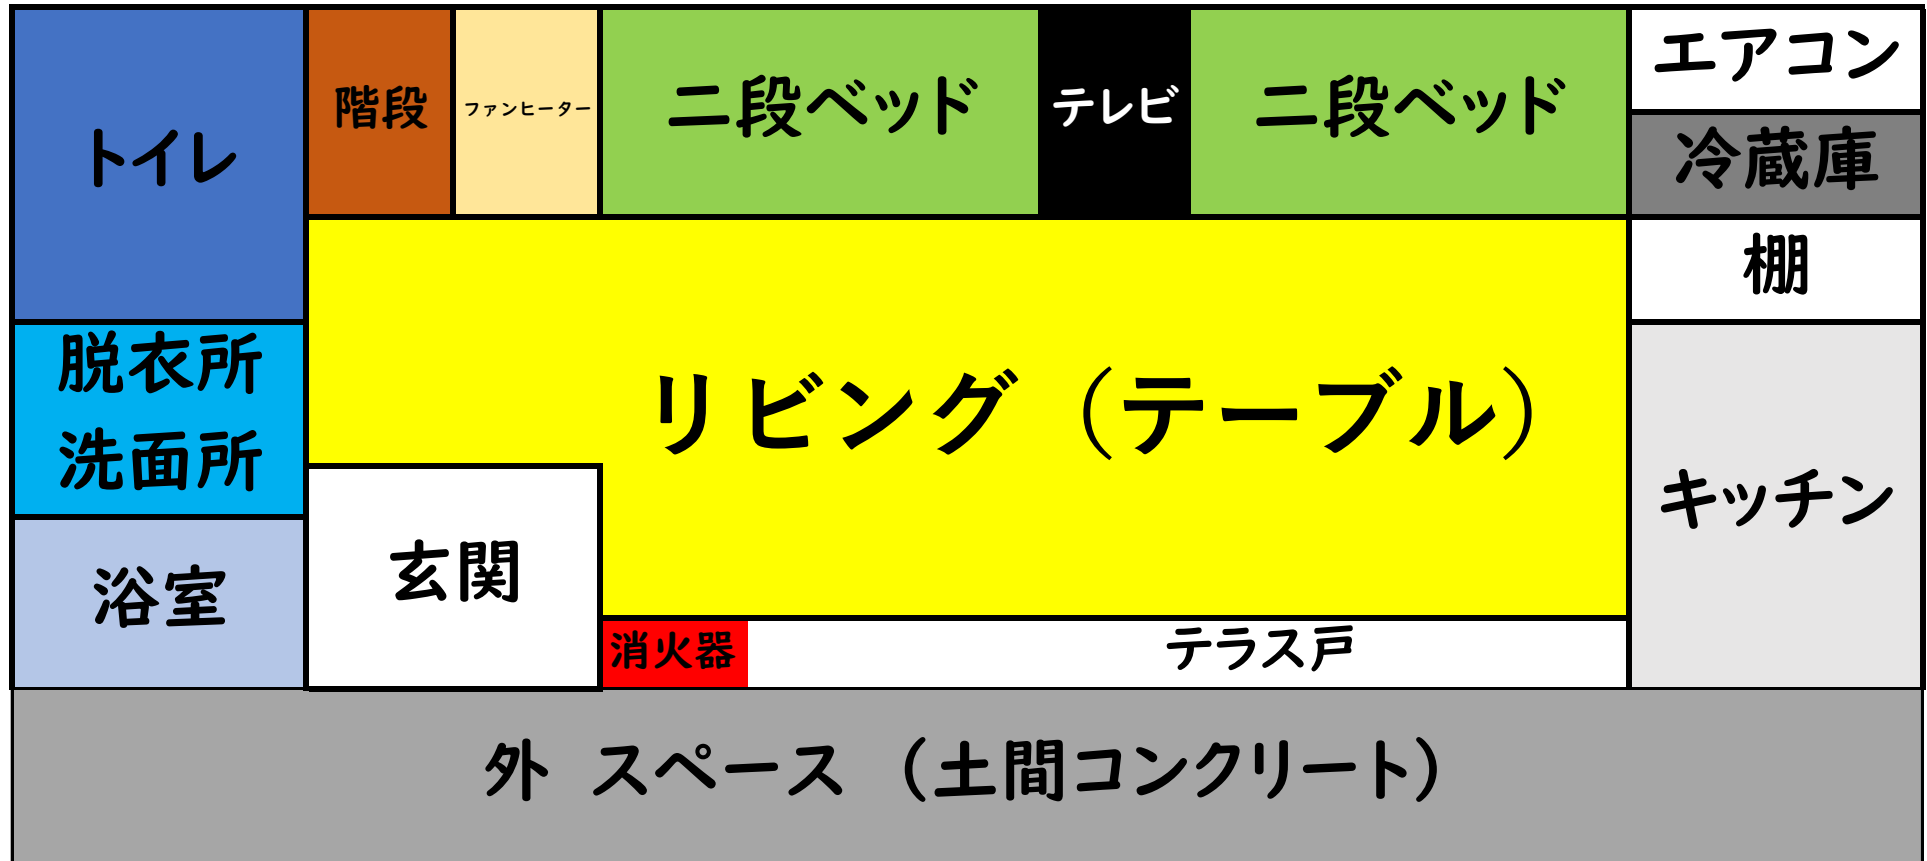 トイレ
階段
ファンヒーター
二段ベッド
テレビ
二段ベッド
エアコン
冷蔵庫
棚
脱衣所
洗面所
リビング（テーブル）
キッチン
浴室
玄関
消火器
テラス戸
外 スペース （土間コンクリート）